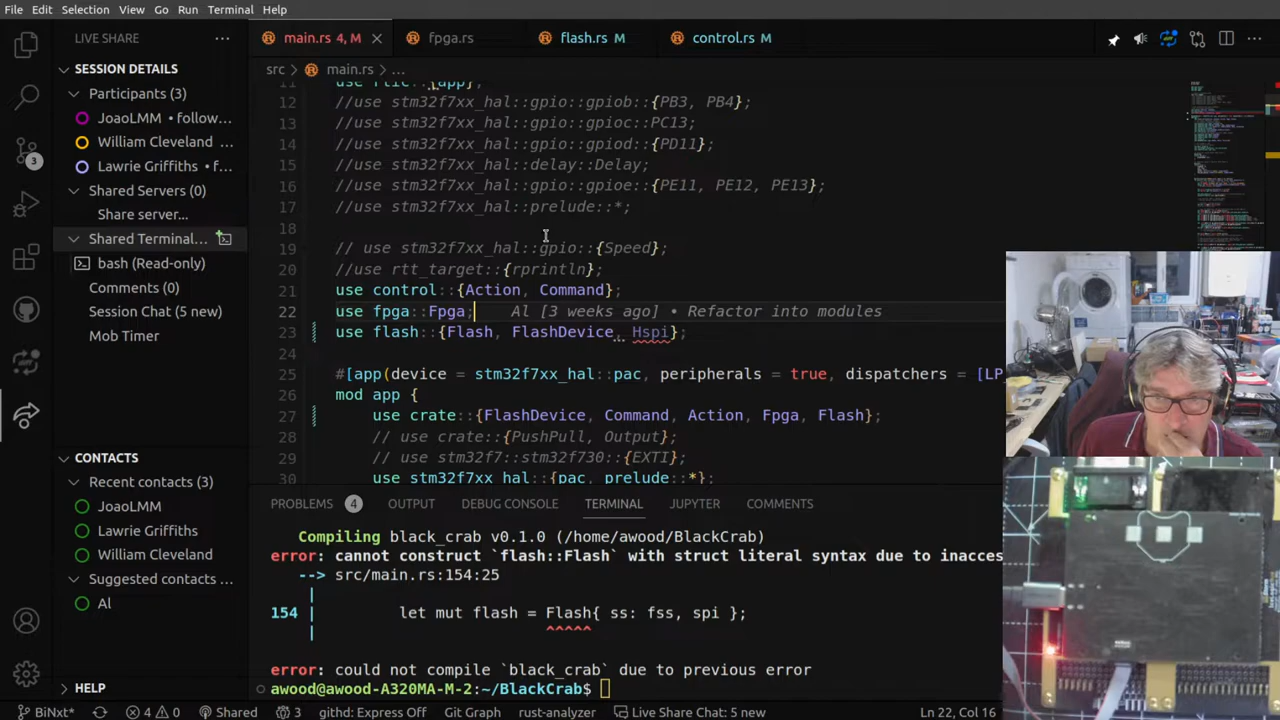 File Edit Selection View Go Run Terminal Help
LIVE SHARE ...
main.rs 4, M
fpga.rs
flash.rs M
control.rs M
SESSION DETAILS
Participants (3)
JoaoLMM • follow...
William Cleveland
Lawrie Griffiths • f...
Shared Servers (0)
Share server...
Shared Terminal...
bash (Read-only)
Comments (0)
Session Chat (5 new)
Tab Moder
CONTACTS
Recent contacts (3)
JoaoLMM
Lawrie Griffiths
William Cleveland
Suggested contacts ...
Al
HELP
3
src > main.rs > ...
11 use rtic::{app};
12 //use stm32f7xx_hal::gpio::gpiob::{PB3, PB4};
13 //use stm32f7xx_hal::gpio::gpioc::PC13;
14 //use stm32f7xx_hal::gpio::gpiod::{PD11};
15 //use stm32f7xx_hal::delay::Delay;
16 //use stm32f7xx_hal::gpio::gpioe::{PE11, PE12, PE13};
17 //use stm32f7xx_hal::prelude::*;
18
19 // use stm32f7xx_hal::gpio::{Speed};
20 //use rtt_target::{rprintln};
21 use control::{Action, Command};
22 use fpga::Fpga; Al [3 weeks ago] • Refactor into modules
23 use flash::{Flash, FlashDevice, Hspi};
24
25 #[app(device = stm32f7xx_hal::pac, peripherals = true, dispatchers = [LP
26 mod app {
27 use crate::{FlashDevice, Command, Action, Fpga, Flash};
28 // use crate::{PushPull, Output};
29 // use stm32f7::stm32f730::{EXTI};
30 use stm32f7xx_hal::{pac, prelude::*};
PROBLEMS 4 OUTPUT DEBUG CONSOLE TERMINAL JUPYTER COMMENTS
Compiling black_crab v0.1.0 (/home/awood/BlackCrab)
error: cannot construct `flash::Flash` with struct literal syntax due to inacces
--> src/main.rs:154:25
|
154 | let mut flash = Flash{ ss: fss, spi };
| ^^^^^
error: could not compile `black_crab` due to previous error
awood@awood-A320MA-M-2:~/BlackCrab$
BiNxt* 4 0 Shared 3 githd: Express Off Git Graph rust-analyzer Live Share Chat: 5 new Ln 22, Col 16